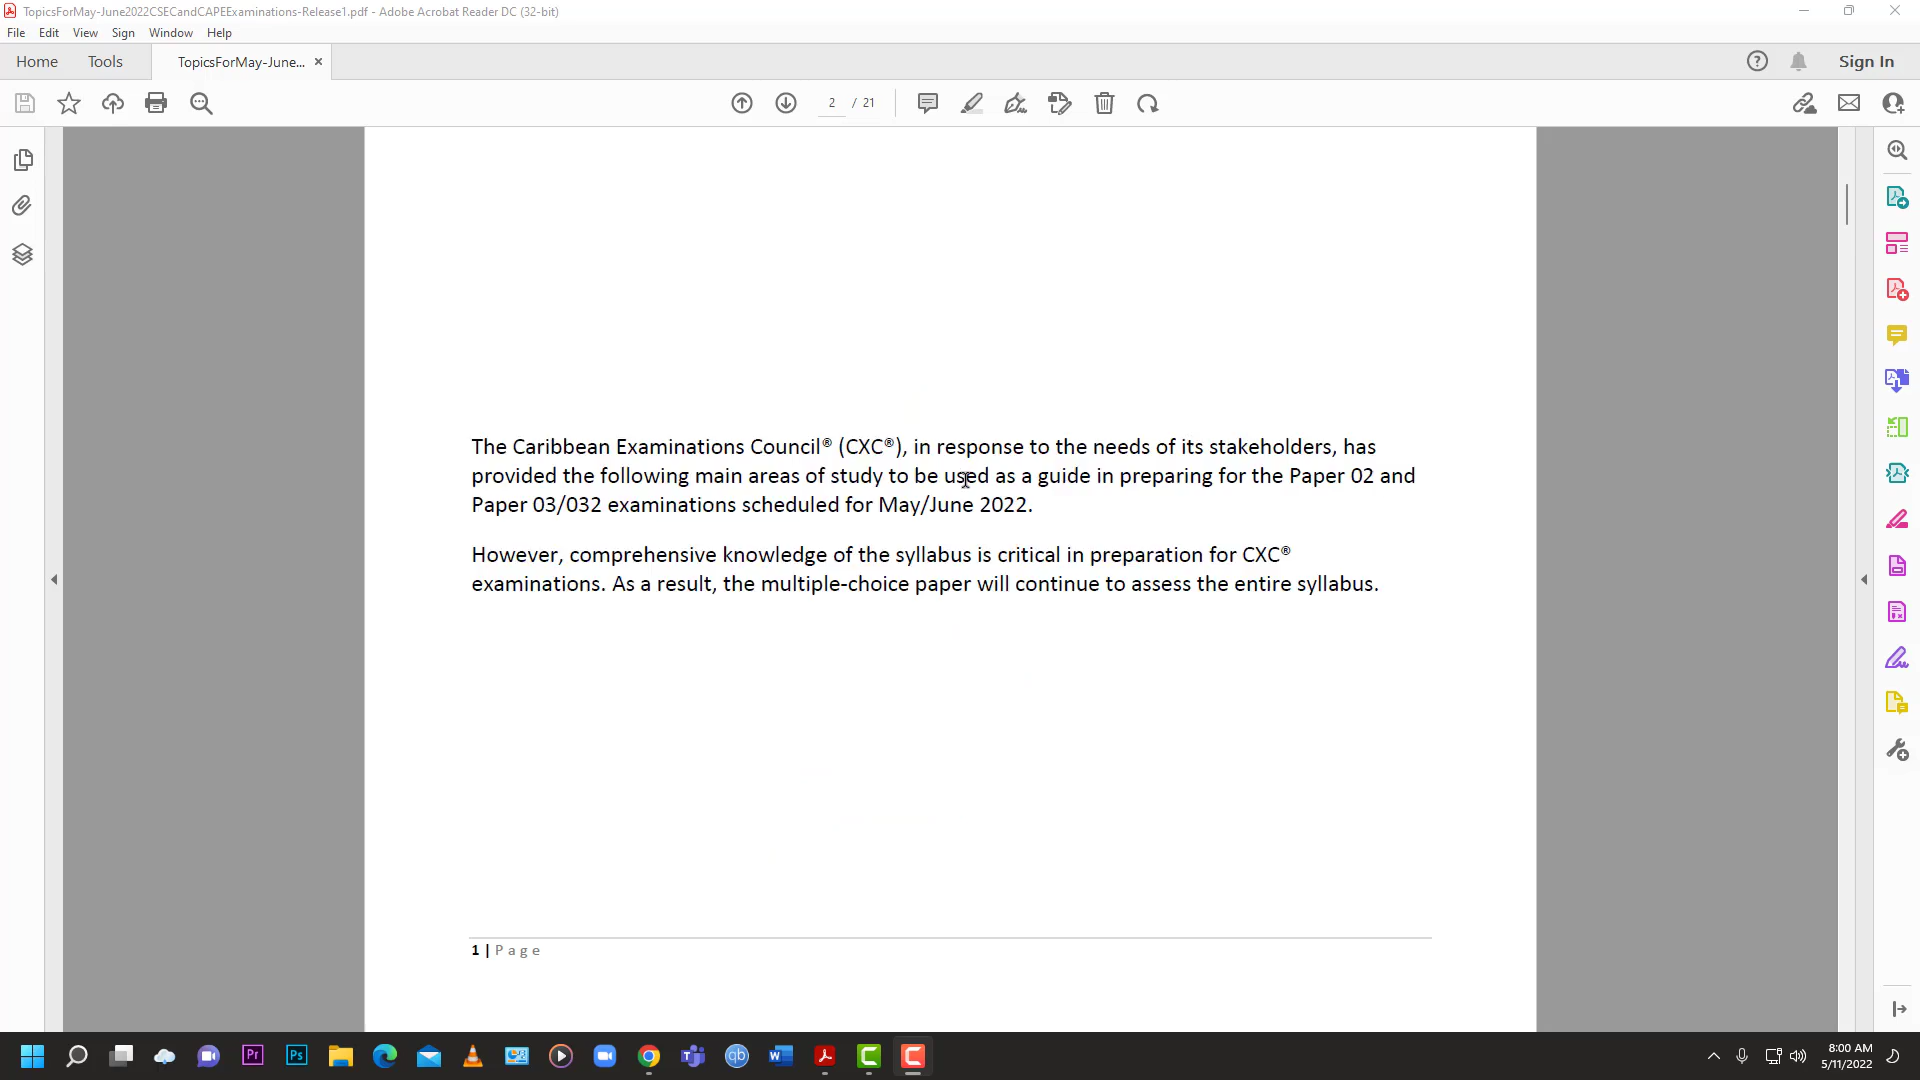 TopicsForMay-June2022CSECandCAPEExaminations-Release1.pdf - Adobe Acrobat Reader DC (32-bit)
File Edit View Sign Window Help
Home Tools TopicsForMay-June... ×
Sign In
2 / 21
The Caribbean Examinations Council® (CXC®), in response to the needs of its stakeholders, has
provided the following main areas of study to be used as a guide in preparing for the Paper 02 and
Paper 03/032 examinations scheduled for May/June 2022.
However, comprehensive knowledge of the syllabus is critical in preparation for CXC®
examinations. As a result, the multiple-choice paper will continue to assess the entire syllabus.
1 | Page
Pr Ps qb W
8:00 AM
5/11/2022